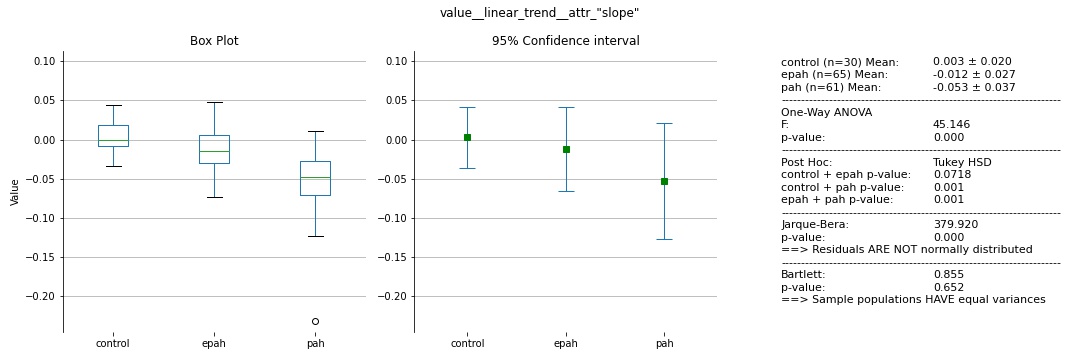 value__linear_trend__attr_"slope"
Box Plot
95% Confidence interval
Value
0.10
0.05
0.00
−0.05
−0.10
−0.15
−0.20
control epah pah
0.10
0.05
0.00
−0.05
−0.10
−0.15
−0.20
control epah pah
control (n=30) Mean: 0.003 ± 0.020
epah (n=65) Mean: -0.012 ± 0.027
pah (n=61) Mean: -0.053 ± 0.037
One-Way ANOVA
F: 45.146
p-value: 0.000
Post Hoc: Tukey HSD
control + epah p-value: 0.0718
control + pah p-value: 0.001
epah + pah p-value: 0.001
Jarque-Bera: 379.920
p-value: 0.000
==> Residuals ARE NOT normally distributed
Bartlett: 0.855
p-value: 0.652
==> Sample populations HAVE equal variances